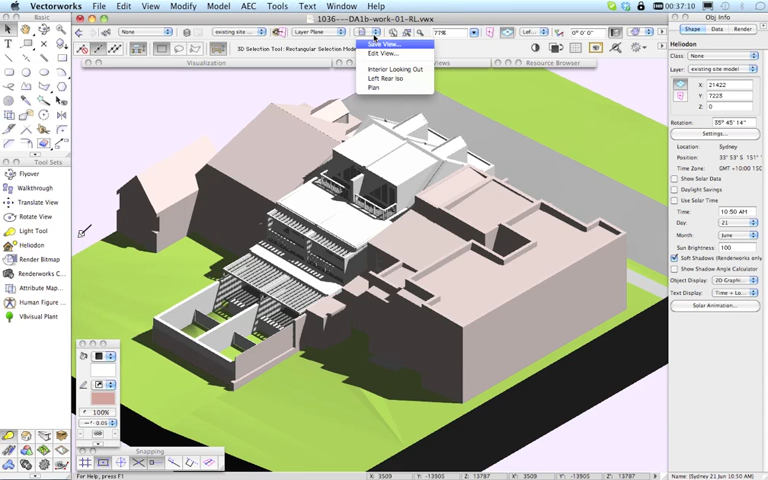 Vectorworks File Edit View Modify Model AEC Tools Text Window Help
00:37:10
1036---DA1b-work-01-RL.vwx
Basic
Obj Info
None existing site ... Layer Plane 77% Lef... 0° 0' 0"
3D Selection Tool: Rectangular Selection Mod
Save View...
Edit View...
Interior Looking Out
Left Rear Iso
Plan
Visualization
Views
Resource Browser
Shape Data Render
Heliodon
Class: None
Layer: existing site model
X: 21422
Y: 7223
Z: 0
Rotation: 35° 45' 14"
Settings...
Location: Sydney
Position: 33° 53' S 151°
Time Zone: GMT +10:00
Show Solar Data
Daylight Savings
Use Solar Time
Time: 10:50 AM
Day: 21
Month: June
Sun Brightness: 100
Soft Shadows (Renderworks only
Show Shadow Angle Calculator
Object Display: 2D Graphi...
Text Display: Time + Lo...
Solar Animation...
Tool Sets
Flyover
Walkthrough
Translate View
Rotate View
Light Tool
Heliodon
Render Bitmap
Renderworks C...
Attribute Map...
Human Figure ...
VBvisual Plant
100%
0.05
Snapping
For Help, press F1
X: 3509 Y: -13905 Z: 13787 X: 3509 Y: -13905 Z: 13787
Name: (Sydney 21 Jun 10:50 AM)